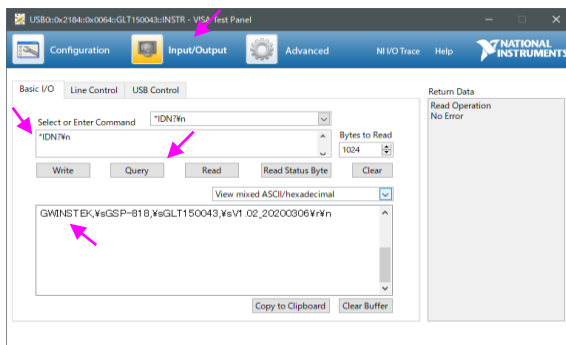 USB0::0x2184::0x0064::GLT150043::INSTR - VISA Test Panel
Configuration Input/Output Advanced NI I/O Trace Help NATIONAL INSTRUMENTS
Basic I/O Line Control USB Control
Return Data
Read Operation
No Error
Select or Enter Command *IDN?¥n
*IDN?¥n
Bytes to Read
1024
Write Query Read Read Status Byte Clear
View mixed ASCII/hexadecimal
GWINSTEK,¥sGSP-818,¥sGLT150043,¥sV1.02_20200306¥r¥n
Copy to Clipboard Clear Buffer